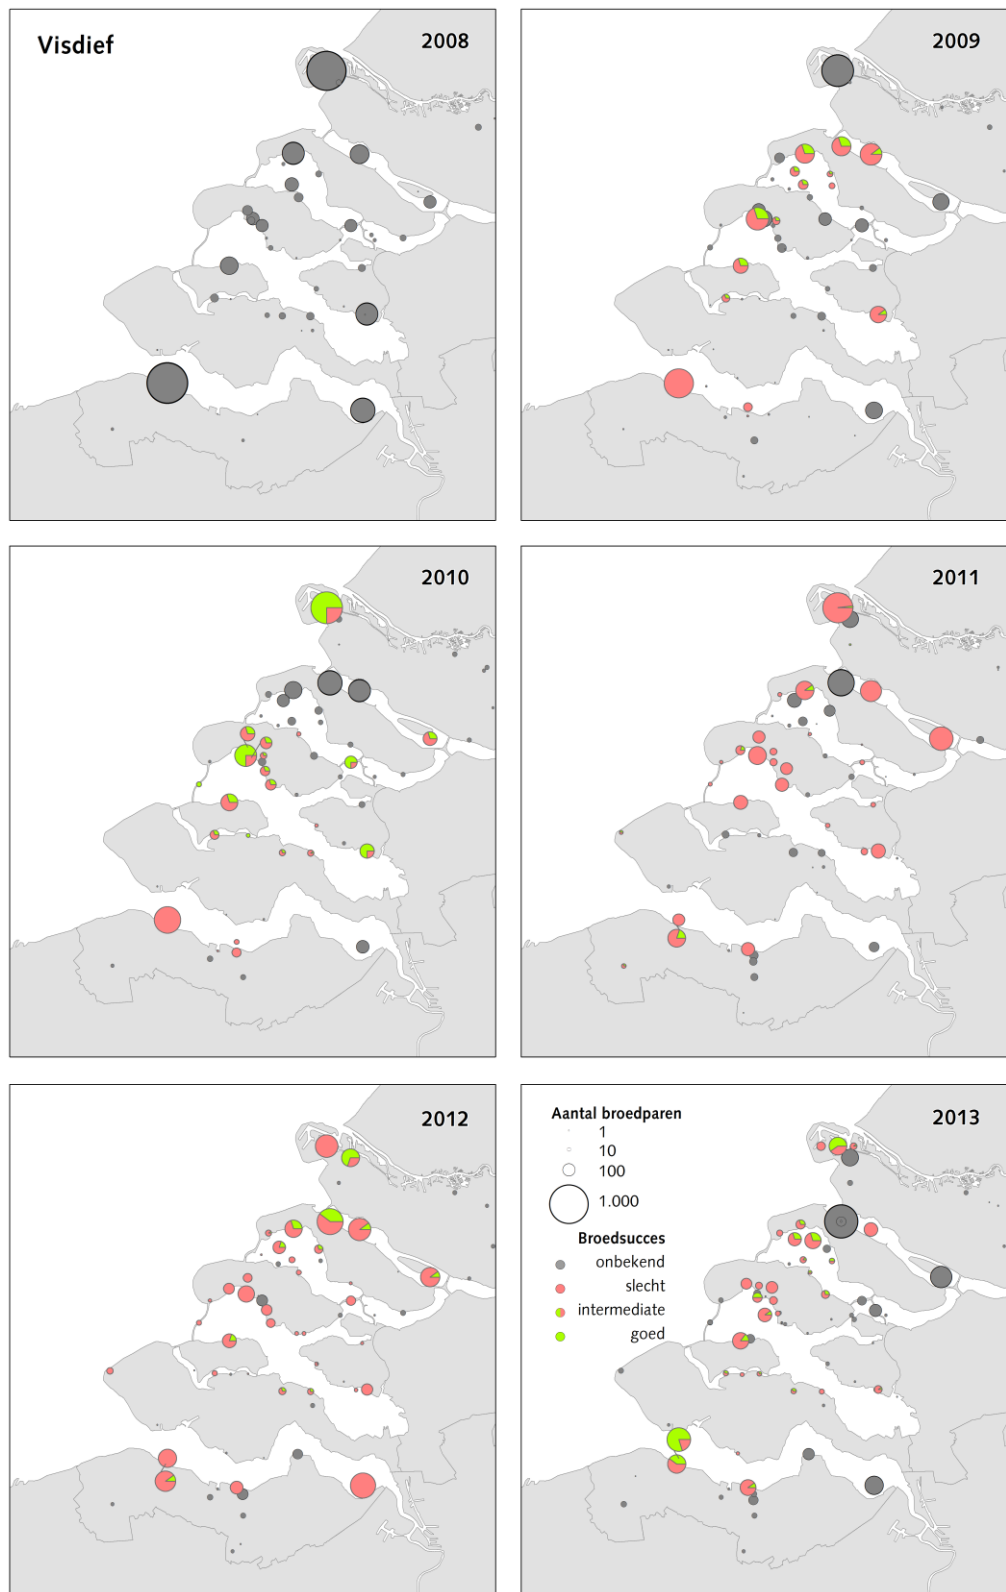 Visdief
2008
2009
2010
2011
2012
2013
Aantal broedparen
1
10
100
1.000
Broedsucces
onbekend
slecht
intermediate
goed